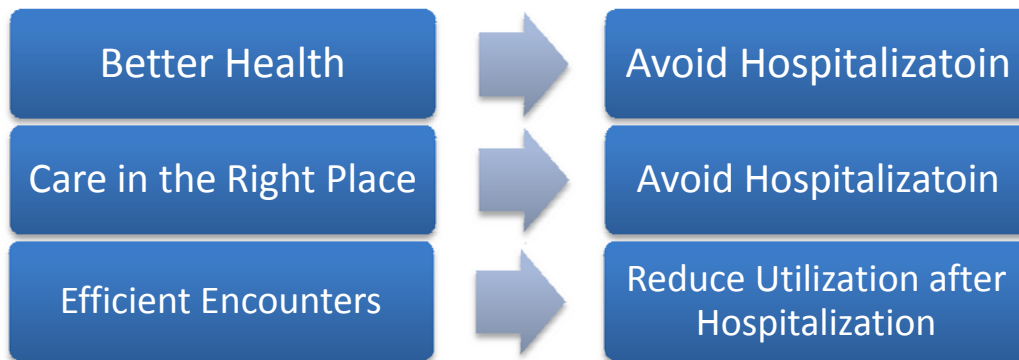 Better Health
Avoid Hospitalizatoin
Care in the Right Place
Avoid Hospitalizatoin
Efficient Encounters
Reduce Utilization after
Hospitalization